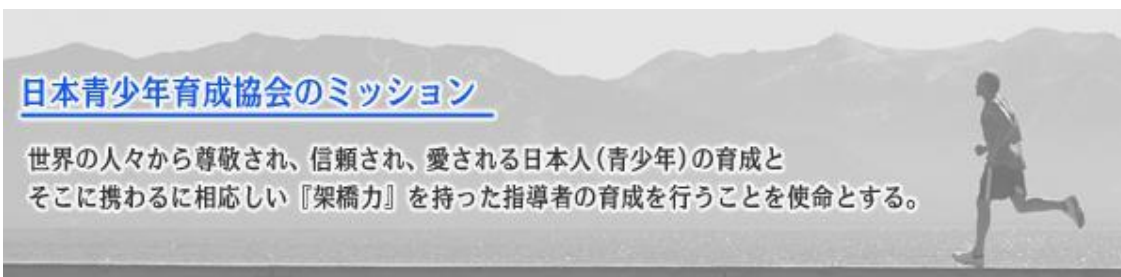 日本青少年育成協会のミッション
世界の人々から尊敬され、信頼され、愛される日本人(青少年)の育成と
そこに携わるに相応しい『架橋力』を持った指導者の育成を行うことを使命とする。